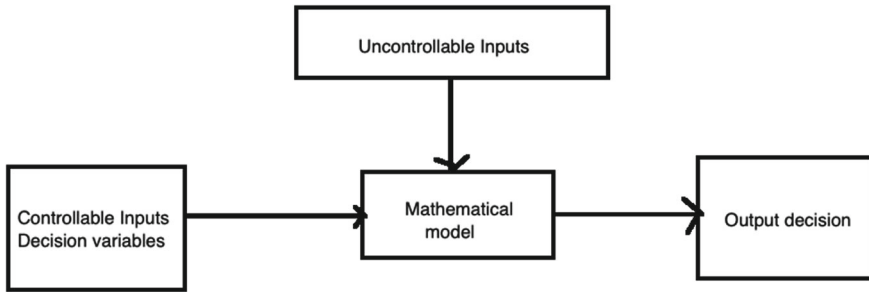 Uncontrollable Inputs
Controllable Inputs
Decision variables
Mathematical
model
Output decision